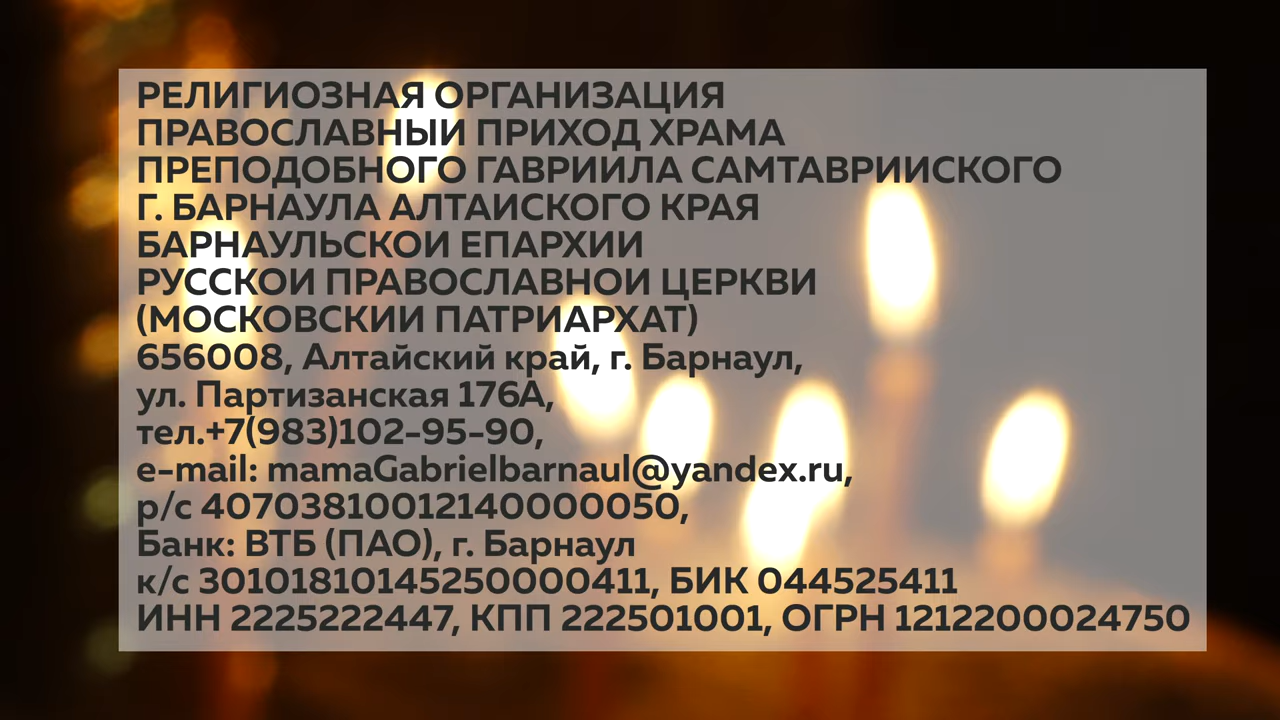 РЕЛИГИОЗНАЯ ОРГАНИЗАЦИЯ
ПРАВОСЛАВНЫИ ПРИХОД ХРАМА
ПРЕПОДОБНОГО ГАВРИИЛА САМТАВРИИСКОГО
Г. БАРНАУЛА АЛТАИСКОГО КРАЯ
БАРНАУЛЬСКОИ ЕПАРХИИ
РУССКОИ ПРАВОСЛАВНОИ ЦЕРКВИ
(МОСКОВСКИИ ПАТРИАРХАТ)
656008, Алтайский край, г. Барнаул,
ул. Партизанская 176А,
тел.+7(983)102-95-90,
e-mail: mamaGabrielbarnaul@yandex.ru,
р/с 40703810012140000050,
Банк: ВТБ (ПАО), г. Барнаул
к/с 30101810145250000411, БИК 044525411
ИНН 2225222447, КПП 222501001, ОГРН 1212200024750